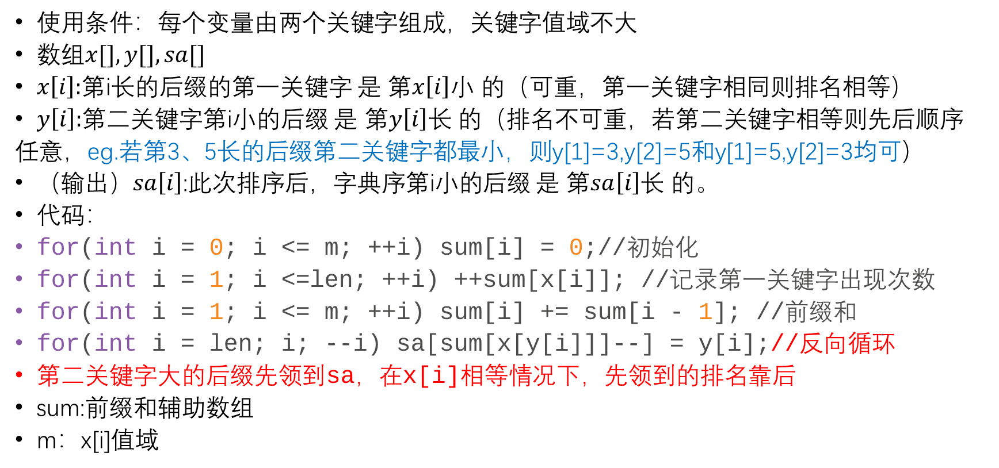 • 使用条件：每个变量由两个关键字组成，关键字值域不大
• 数组x[],y[],sa[]
• x[i]:第i长的后缀的第一关键字 是 第x[i]小 的（可重，第一关键字相同则排名相等）
• y[i]:第二关键字第i小的后缀 是 第y[i]长 的（排名不可重，若第二关键字相等则先后顺序
任意，eg.若第3、5长的后缀第二关键字都最小，则y[1]=3,y[2]=5和y[1]=5,y[2]=3均可）
• （输出）sa[i]:此次排序后，字典序第i小的后缀 是 第sa[i]长 的。
• 代码：
• for(int i = 0; i <= m; ++i) sum[i] = 0;//初始化
• for(int i = 1; i <=len; ++i) ++sum[x[i]]; //记录第一关键字出现次数
• for(int i = 1; i <= m; ++i) sum[i] += sum[i - 1]; //前缀和
• for(int i = len; i; --i) sa[sum[x[y[i]]]--] = y[i];//反向循环
• 第二关键字大的后缀先领到sa，在x[i]相等情况下，先领到的排名靠后
• sum:前缀和辅助数组
• m：x[i]值域